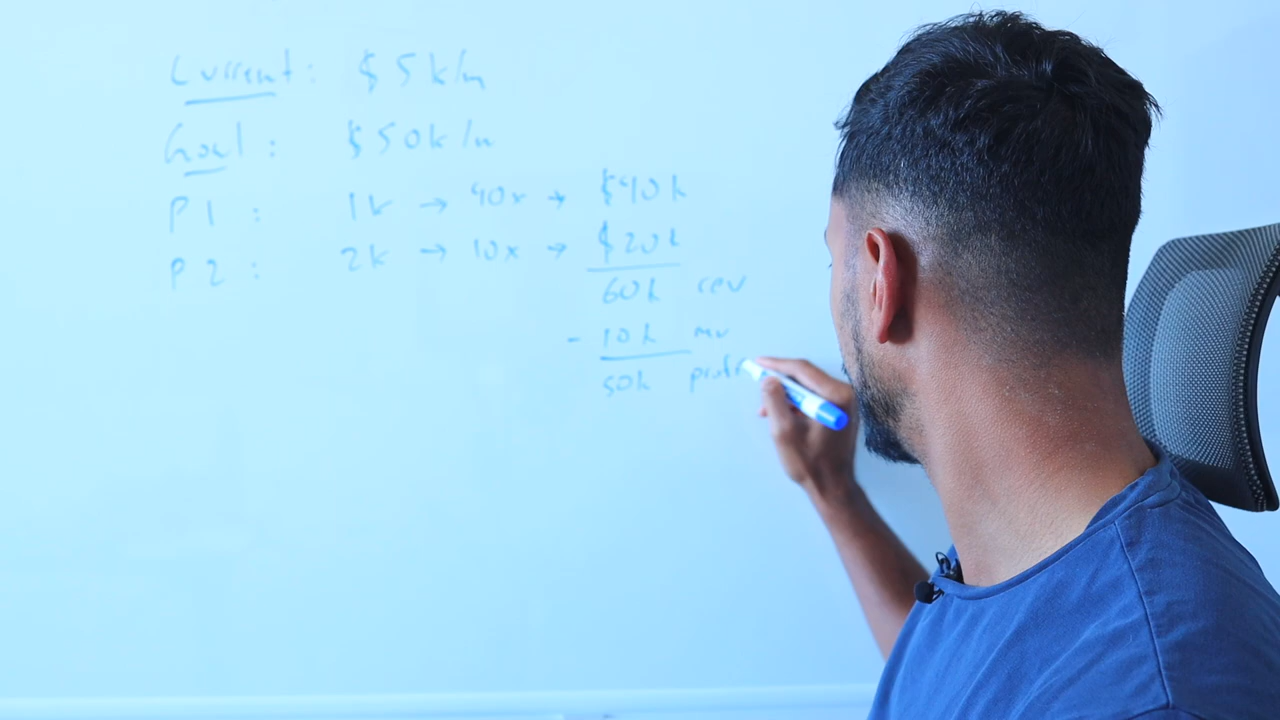 Current: $5k/m
Goal: $50k/m
P1: 1k → 40x → $40k
P2: 2k → 10x → $20k
60k rev
- 10k
50k